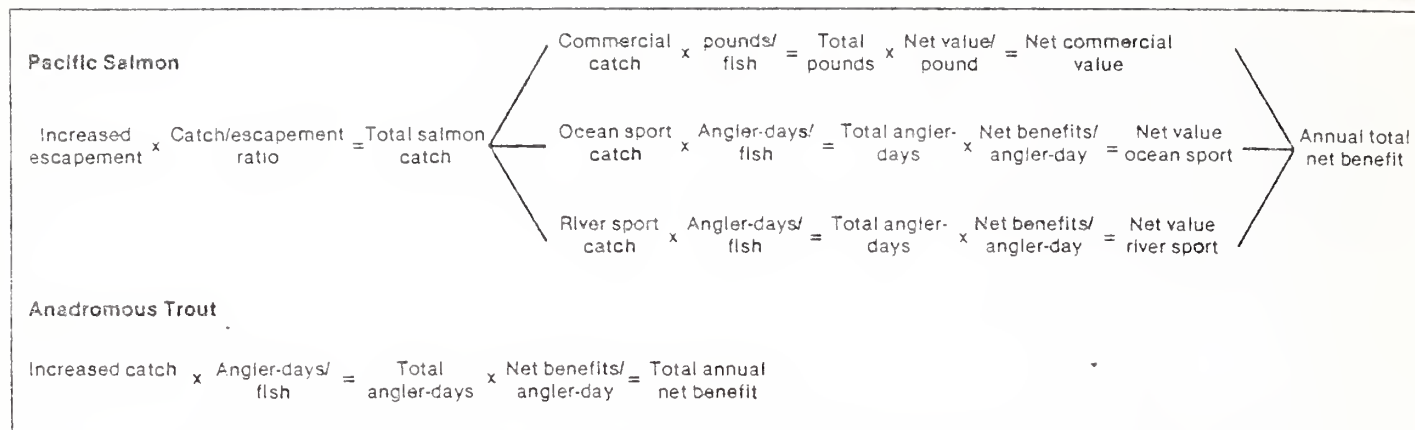 Pacific Salmon
Increased escapement x Catch/escapement ratio = Total salmon catch
Commercial catch x pounds/ fish = Total pounds x Net value/ pound = Net commercial value
Ocean sport catch x Angler-days/ fish = Total angler-days x Net benefits/ angler-day = Net value ocean sport
River sport catch x Angler-days/ fish = Total angler-days x Net benefits/ angler-day = Net value river sport
Annual total net benefit
Anadromous Trout
Increased catch x Angler-days/ fish = Total angler-days x Net benefits/ angler-day = Total annual net benefit